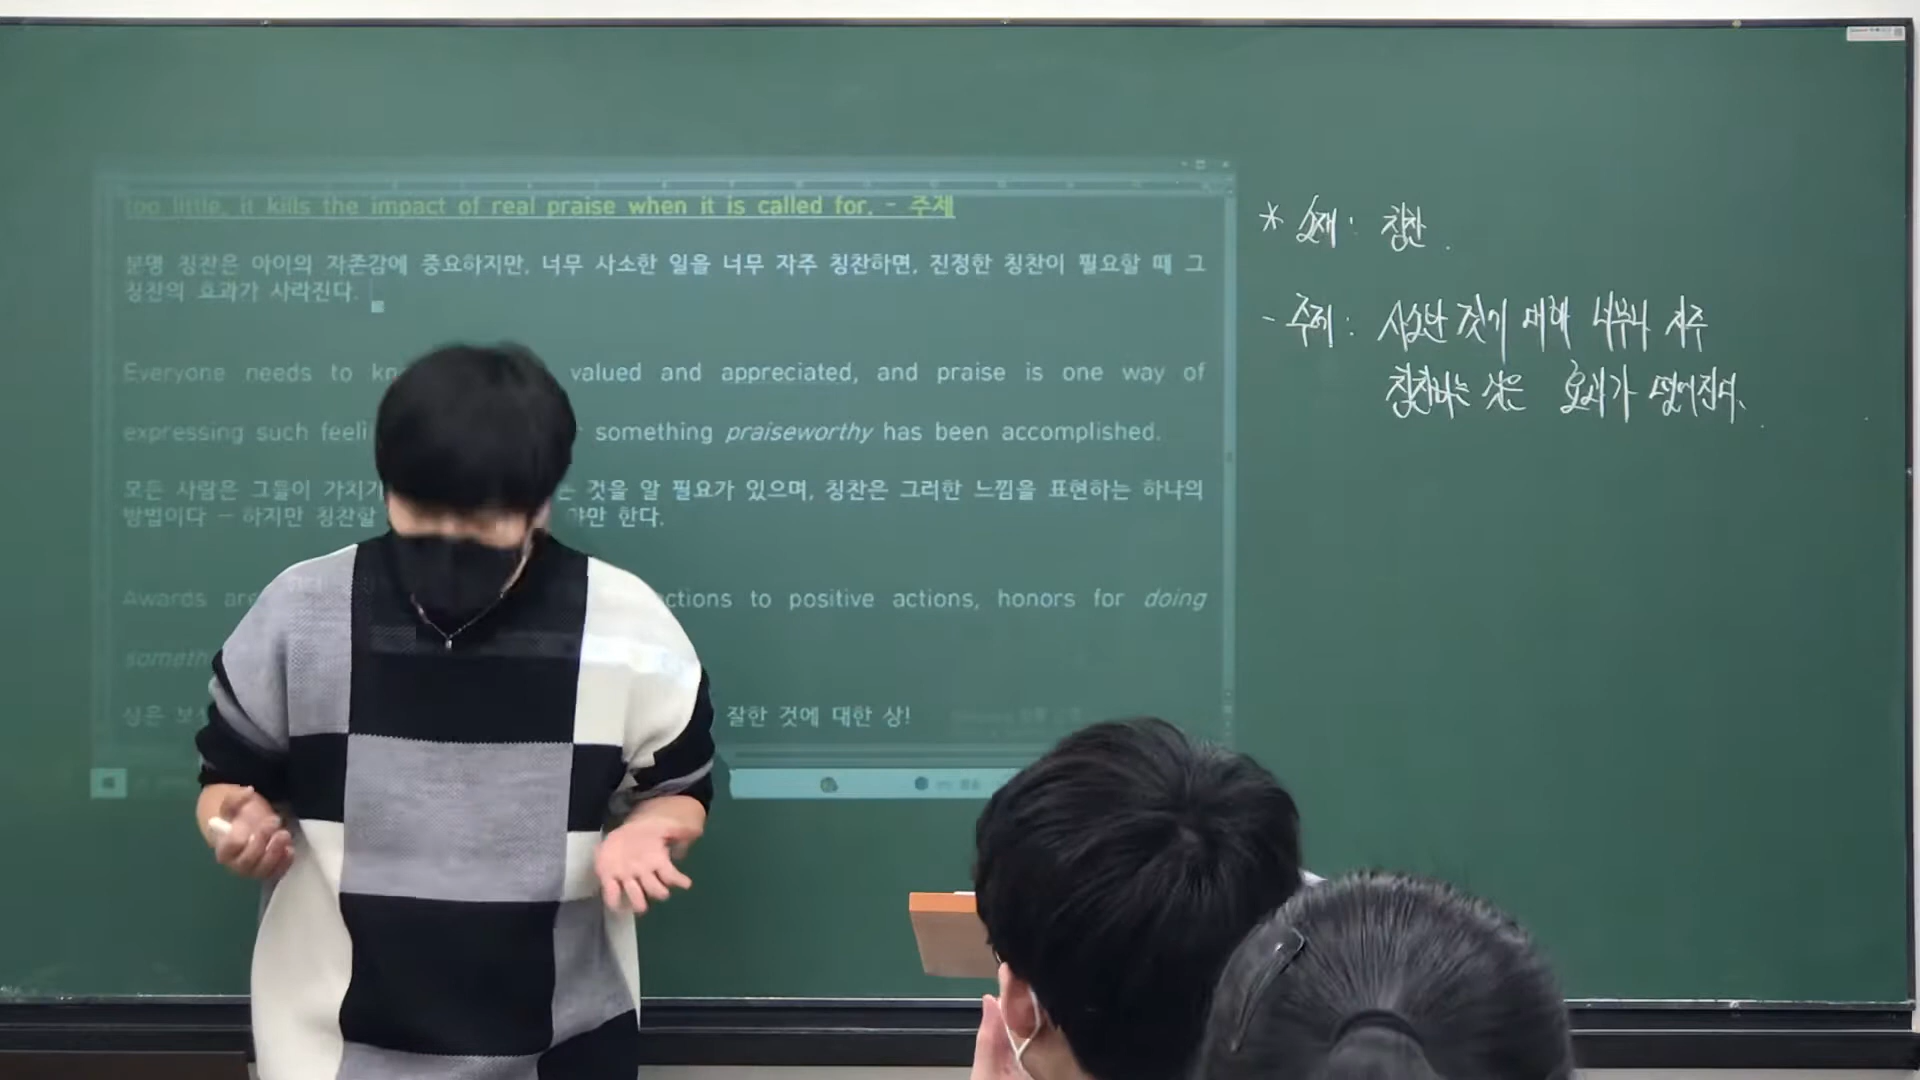 too little, it kills the impact of real praise when it is called for. - 주제
분명 칭찬은 아이의 자존감에 중요하지만, 너무 사소한 일을 너무 자주 칭찬하면, 진정한 칭찬이 필요할 때 그
칭찬의 효과가 사라진다.
Everyone needs to valued and appreciated, and praise is one way of
expressing such something praiseworthy has been accomplished.
모든 사람은 그들이 것을 알 필요가 있으며, 칭찬은 그러한 느낌을 표현하는 하나의
방법이다 - 하지만 칭찬할 한다.
Awards to positive actions, honors for doing
상은 잘한 것에 대한 상!
* 소재 : 칭찬.
- 주제 : 사소한 것에 대해 너무나 자주
칭찬하는 것은 효과가 떨어진다.